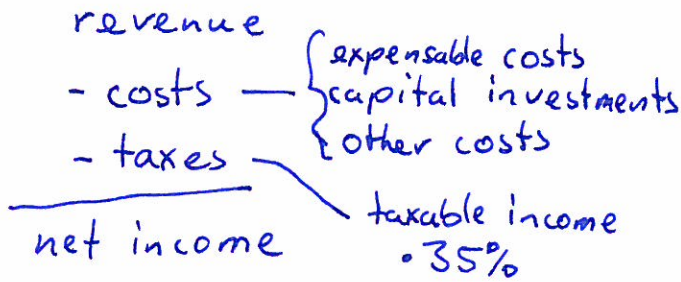 revenue
- costs
- taxes
net income
expensable costs
capital investments
other costs
taxable income
·35%